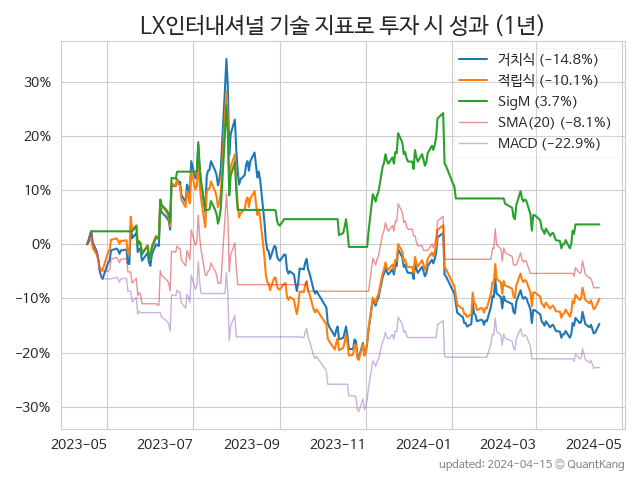 LX인터내셔널 기술 지표로 투자 시 성과 (1년)
거치식 (−14.8%)
적립식 (−10.1%)
SigM (3.7%)
SMA(20) (−8.1%)
MACD (−22.9%)
30%
20%
10%
0%
−10%
−20%
−30%
2023-05 2023-07 2023-09 2023-11 2024-01 2024-03 2024-05
updated: 2024-04-15 © QuantKang